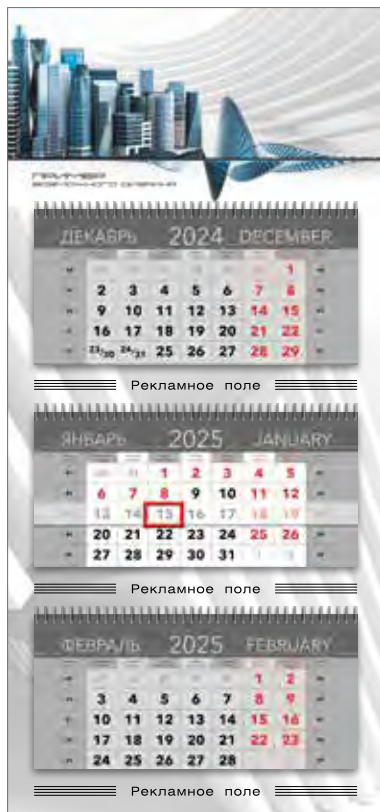 ПРИМЕР
ВОЗМОЖНОГО ДИЗАЙНА
ДЕКАБРЬ 2024 DECEMBER
1
2 3 4 5 6 7 8
9 10 11 12 13 14 15
16 17 18 19 20 21 22
23/30 24/31 25 26 27 28 29
Рекламное поле
ЯНВАРЬ 2025 JANUARY
1 2 3 4 5
6 7 8 9 10 11 12
13 14 15 16 17 18 19
20 21 22 23 24 25 26
27 28 29 30 31
Рекламное поле
ФЕВРАЛЬ 2025 FEBRUARY
1 2
3 4 5 6 7 8 9
10 11 12 13 14 15 16
17 18 19 20 21 22 23
24 25 26 27 28
Рекламное поле